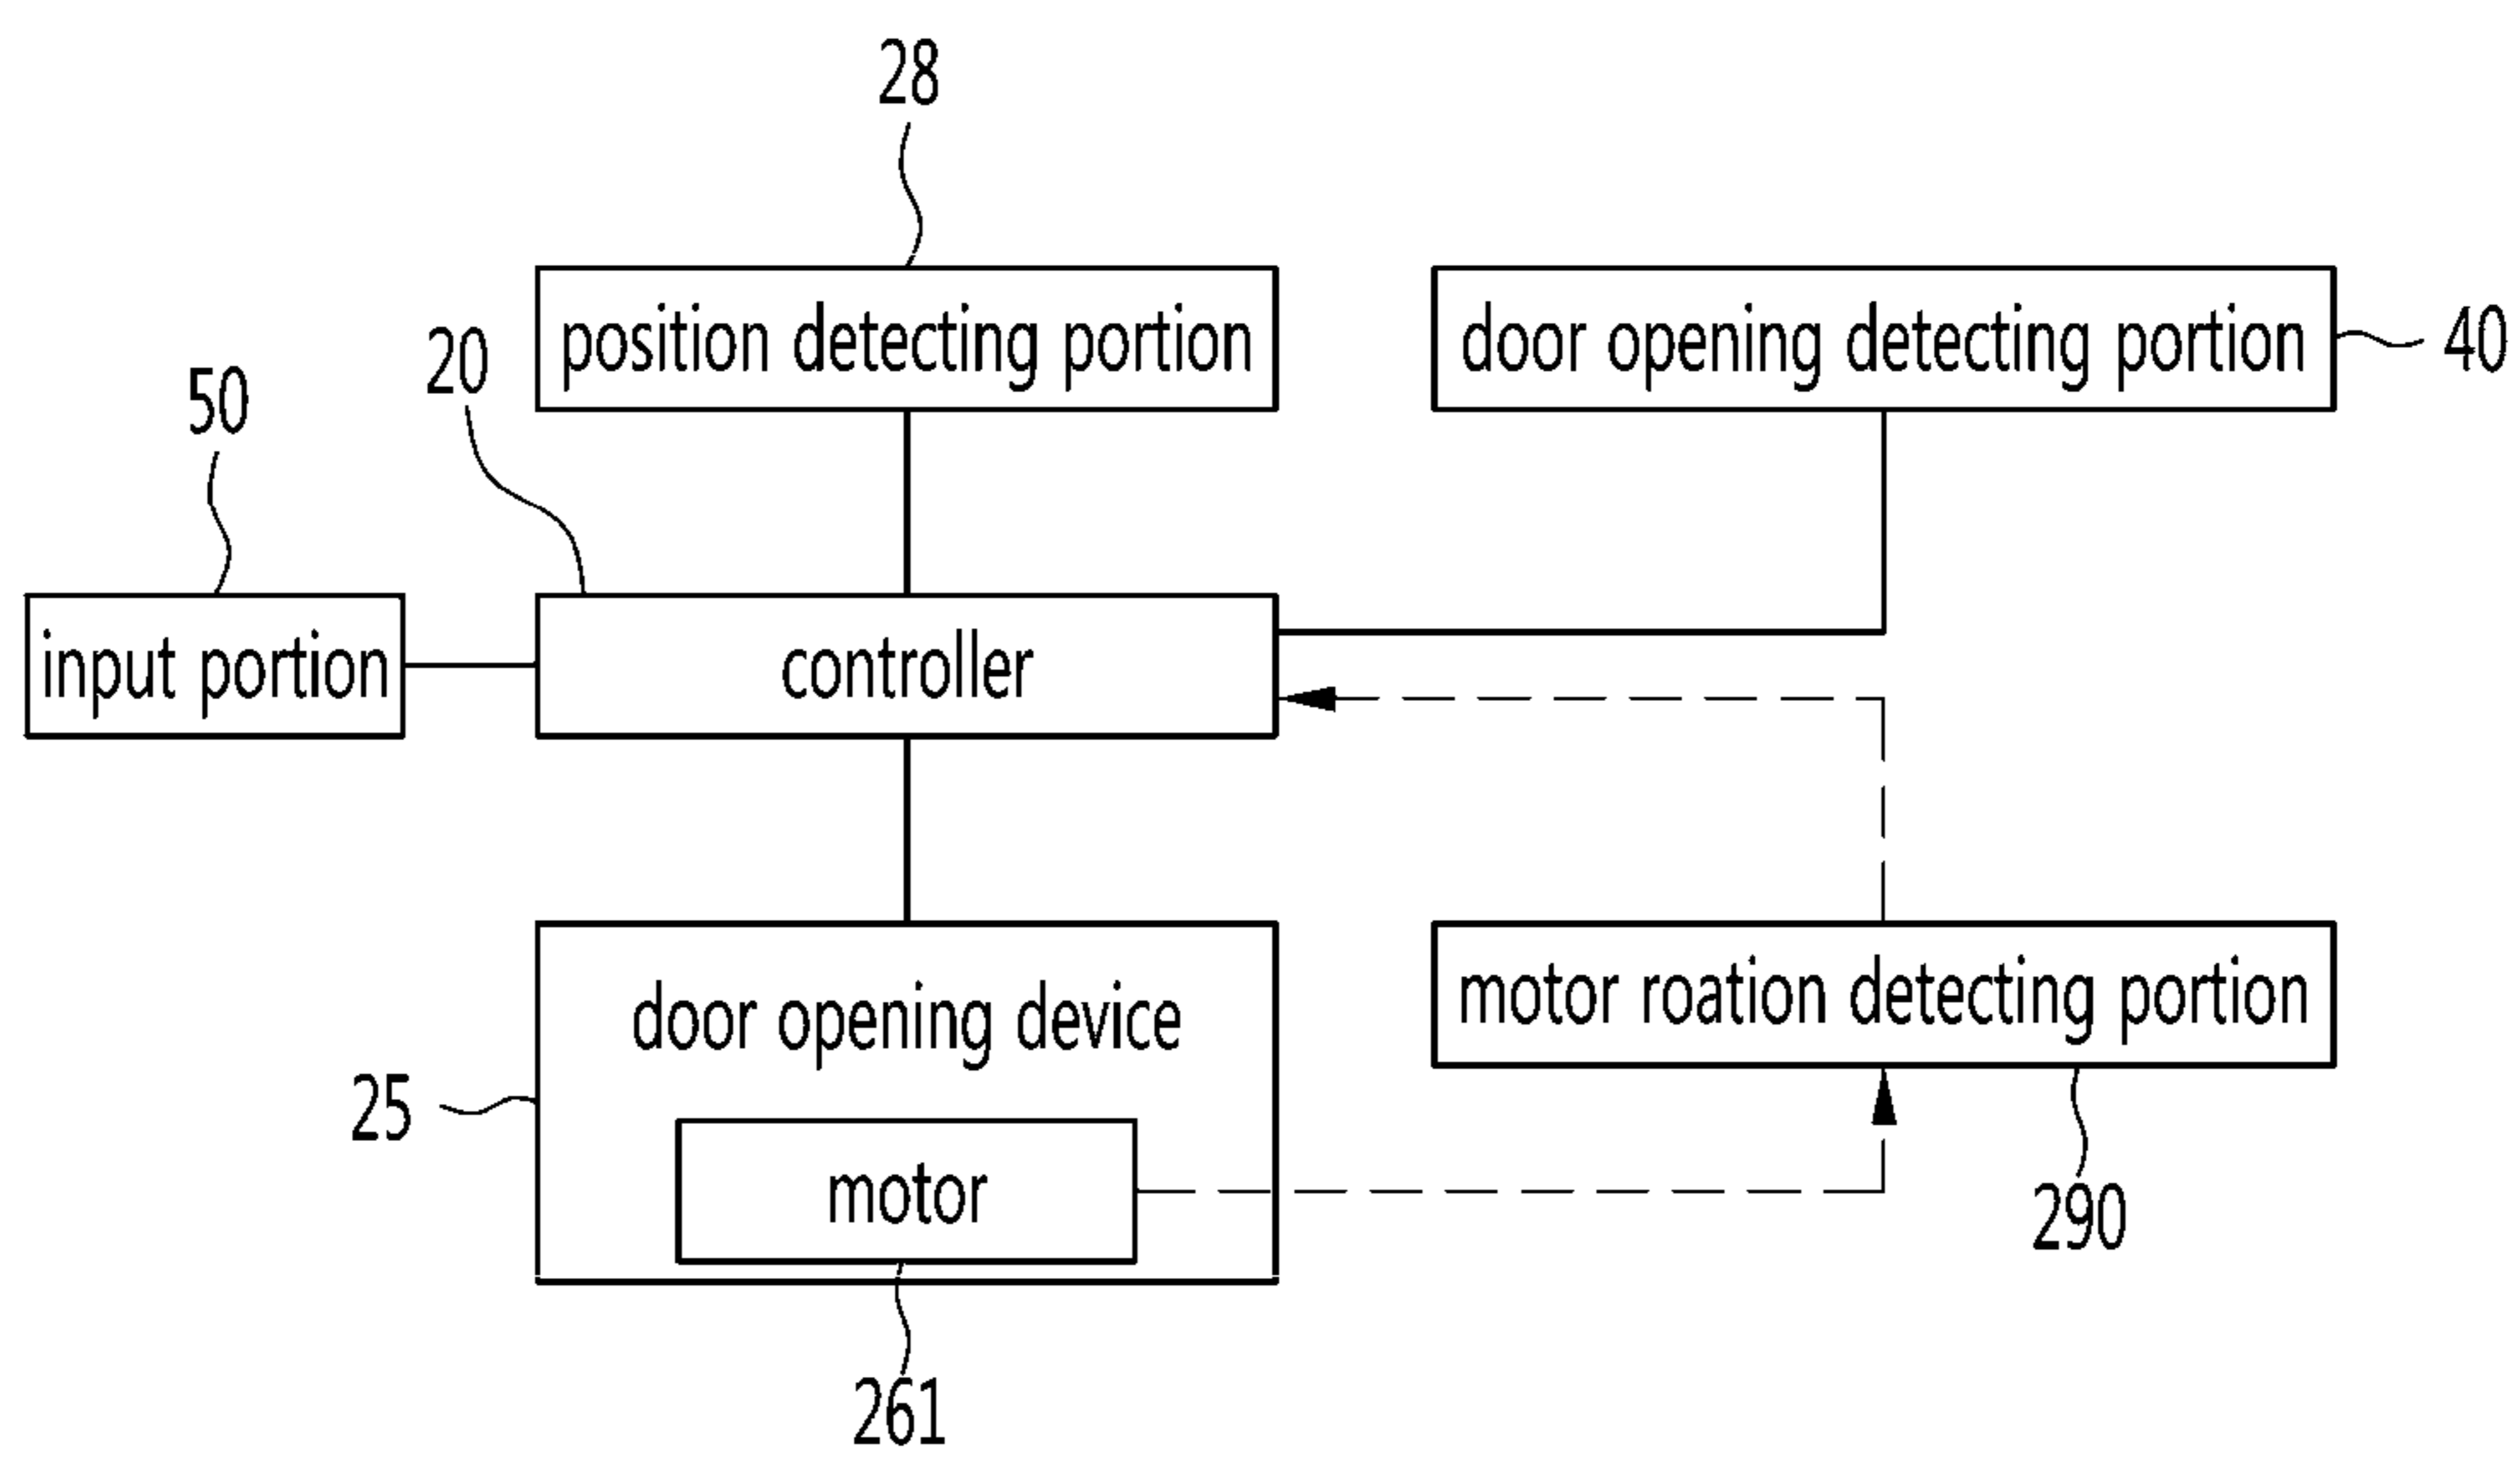 28
position detecting portion
door opening detecting portion
40
20
50
input portion
controller
door opening device
motor roation detecting portion
25
motor
290
261